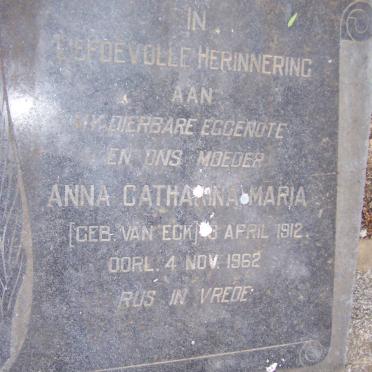 IN
LIEFDEVOLLE HERINNERING
AAN
MY DIERBARE EGGENOTE
EN ONS MOEDER
ANNA CATHARINA MARIA
[GEB. VAN ECK] 8 APRIL 1912.
OORL. 4 NOV. 1962
RUS IN VREDE